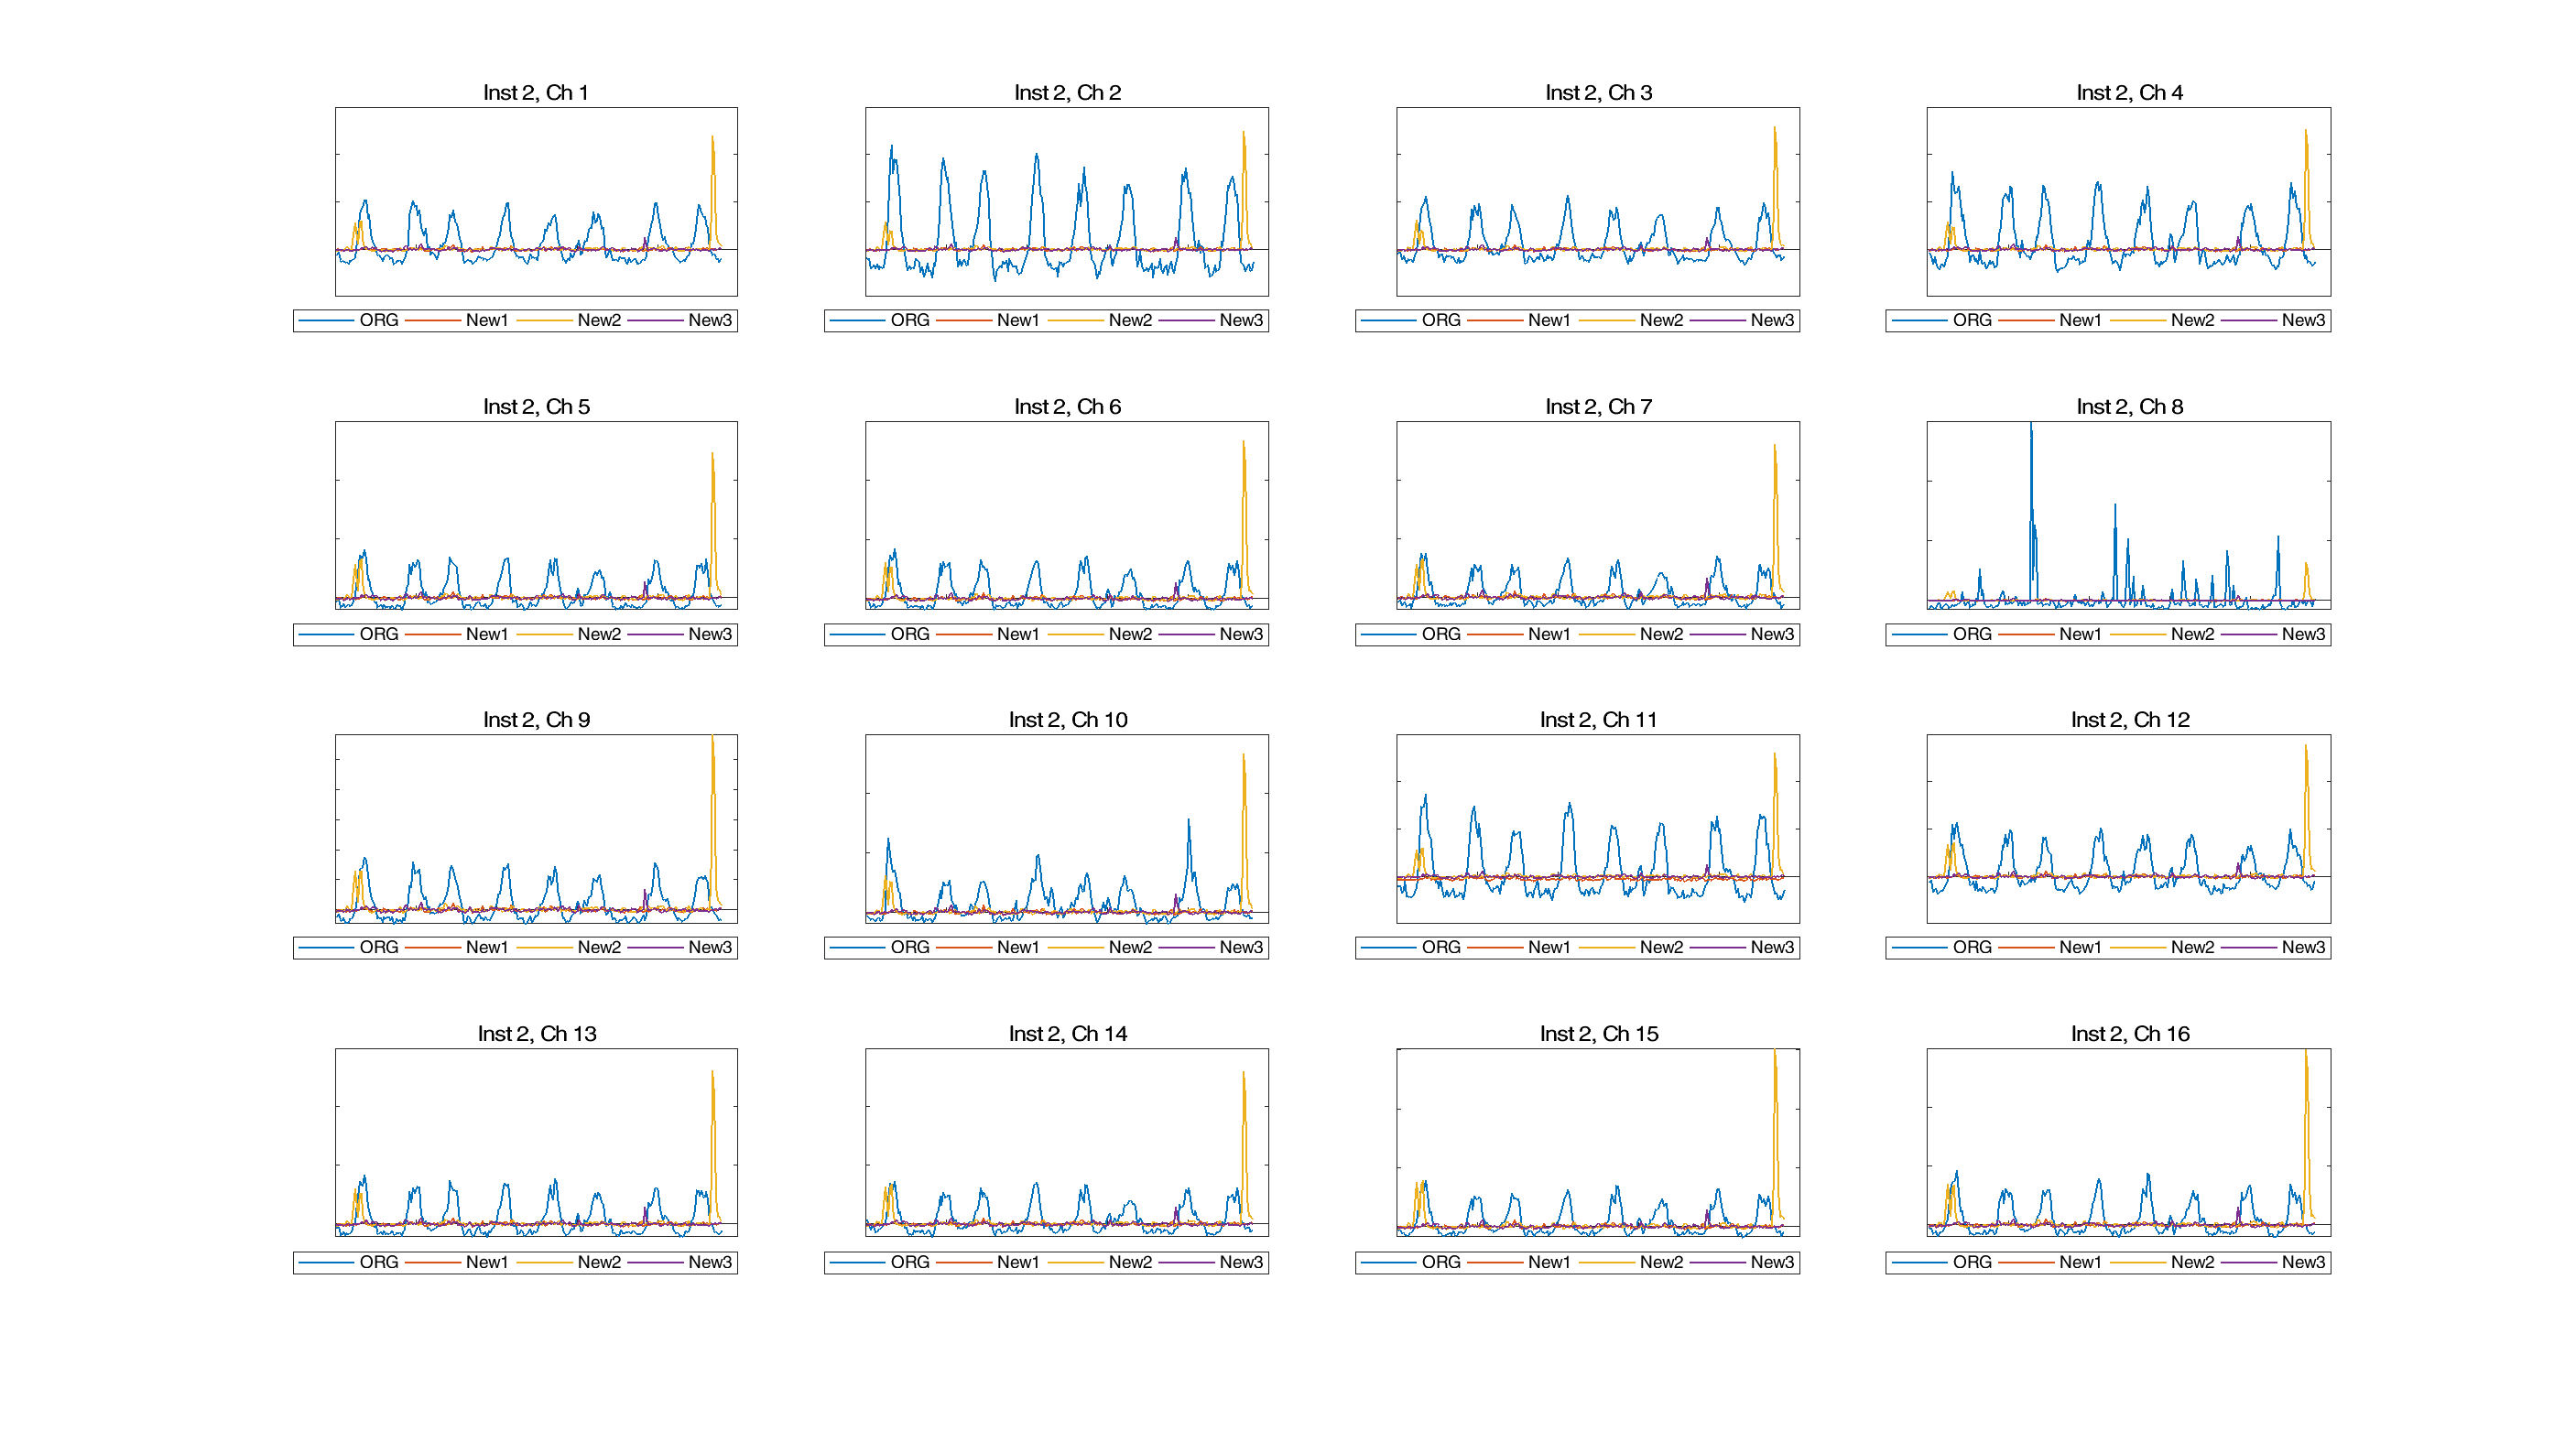 Inst 2, Ch 1
Inst 2, Ch 2
Inst 2, Ch 3
Inst 2, Ch 4
ORG New1 New2 New3
ORG New1 New2 New3
ORG New1 New2 New3
ORG New1 New2 New3
Inst 2, Ch 5
Inst 2, Ch 6
Inst 2, Ch 7
Inst 2, Ch 8
ORG New1 New2 New3
ORG New1 New2 New3
ORG New1 New2 New3
ORG New1 New2 New3
Inst 2, Ch 9
Inst 2, Ch 10
Inst 2, Ch 11
Inst 2, Ch 12
ORG New1 New2 New3
ORG New1 New2 New3
ORG New1 New2 New3
ORG New1 New2 New3
Inst 2, Ch 13
Inst 2, Ch 14
Inst 2, Ch 15
Inst 2, Ch 16
ORG New1 New2 New3
ORG New1 New2 New3
ORG New1 New2 New3
ORG New1 New2 New3